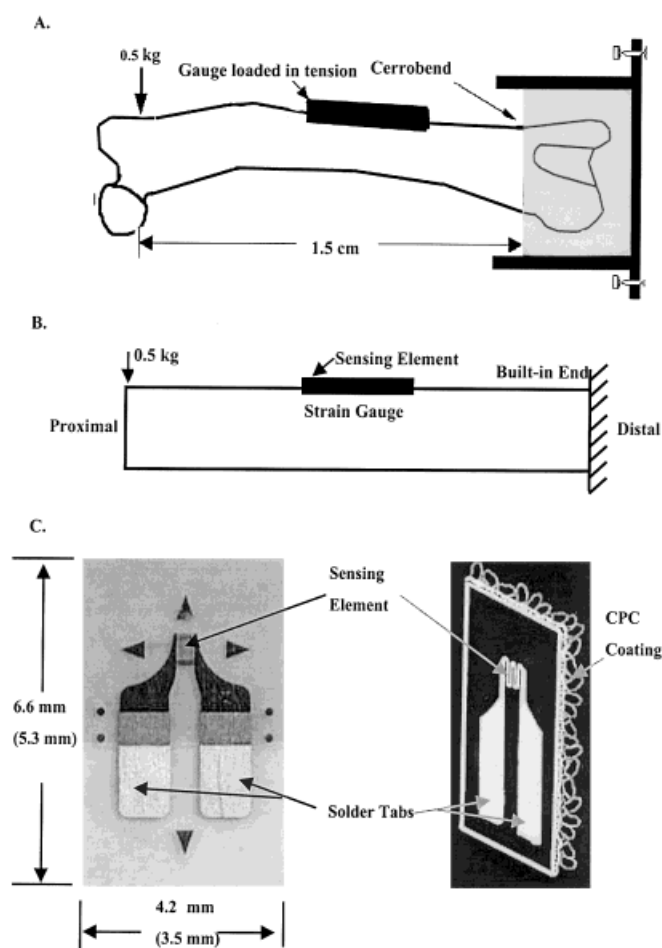 A.
0.5 kg
Gauge loaded in tension
Cerrobend
1.5 cm
B.
0.5 kg
Sensing Element
Built-in End
Proximal
Strain Gauge
Distal
C.
Sensing
Element
CPC
Coating
6.6 mm
(5.3 mm)
Solder Tabs
4.2 mm
(3.5 mm)